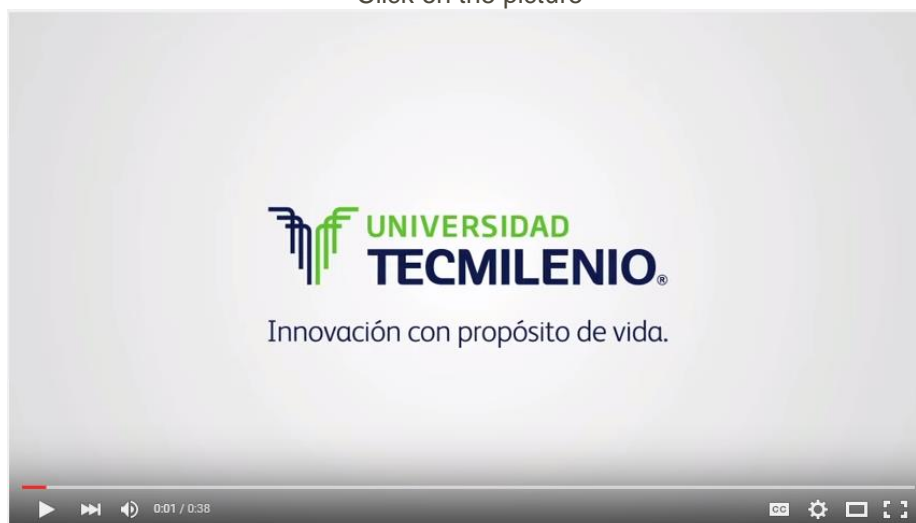 Click on the picture
UNIVERSIDAD
TECMILENIO®
Innovación con propósito de vida.
0:01 / 0:38
CC